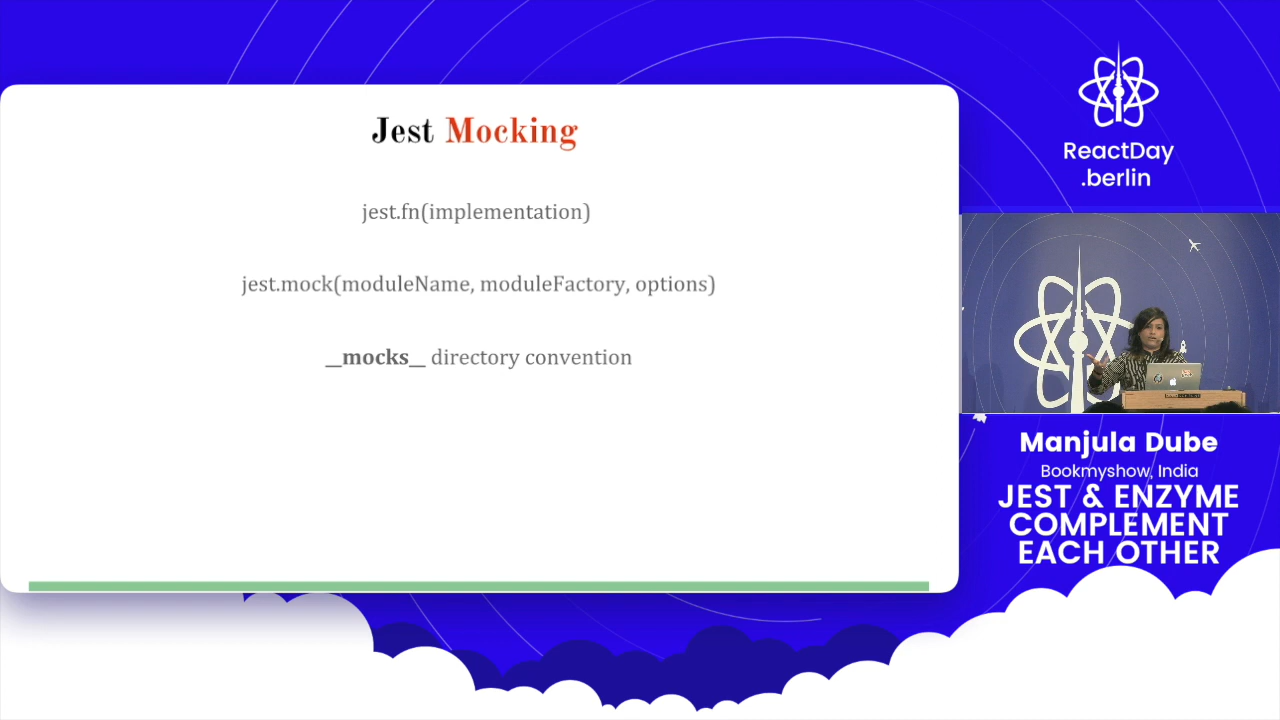 Jest Mocking
jest.fn(implementation)
jest.mock(moduleName, moduleFactory, options)
__mocks__ directory convention
ReactDay
.berlin
Manjula Dube
Bookmyshow, India
JEST & ENZYME
COMPLEMENT
EACH OTHER